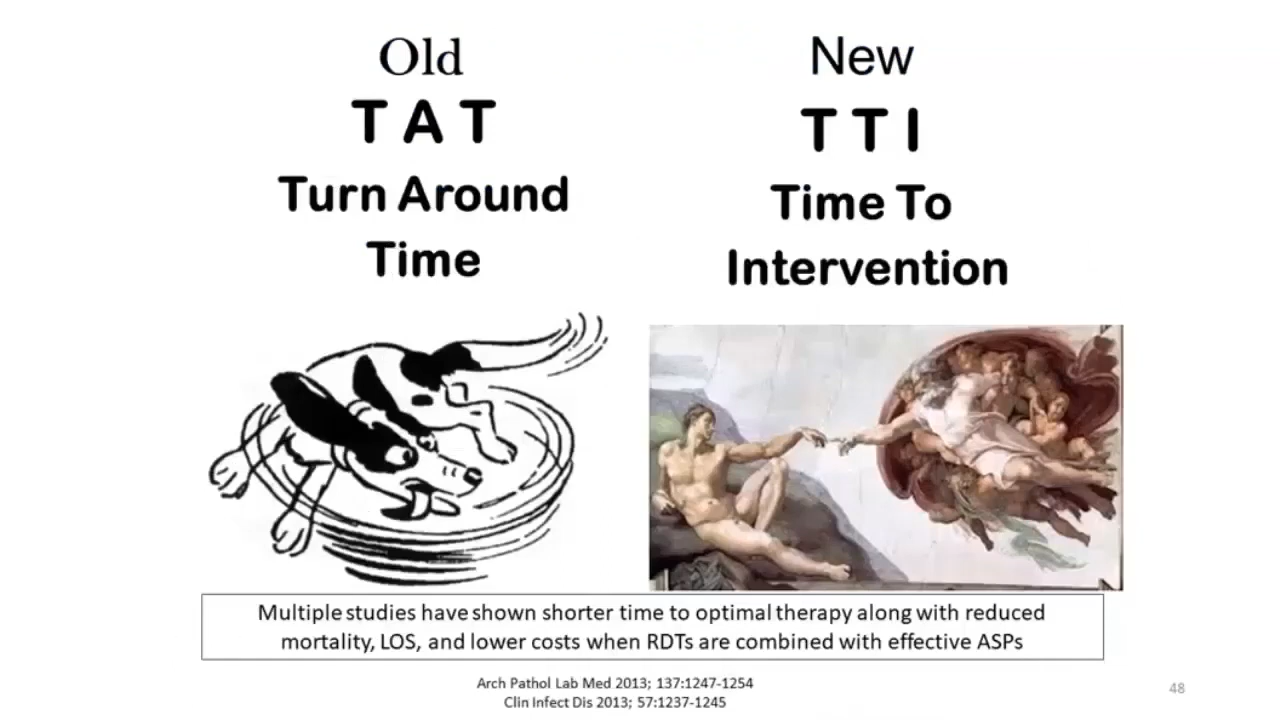 Old
T A T
Turn Around
Time
New
T T I
Time To
Intervention
Multiple studies have shown shorter time to optimal therapy along with reduced
mortality, LOS, and lower costs when RDTs are combined with effective ASPs
Arch Pathol Lab Med 2013; 137:1247-1254
Clin Infect Dis 2013; 57:1237-1245
48